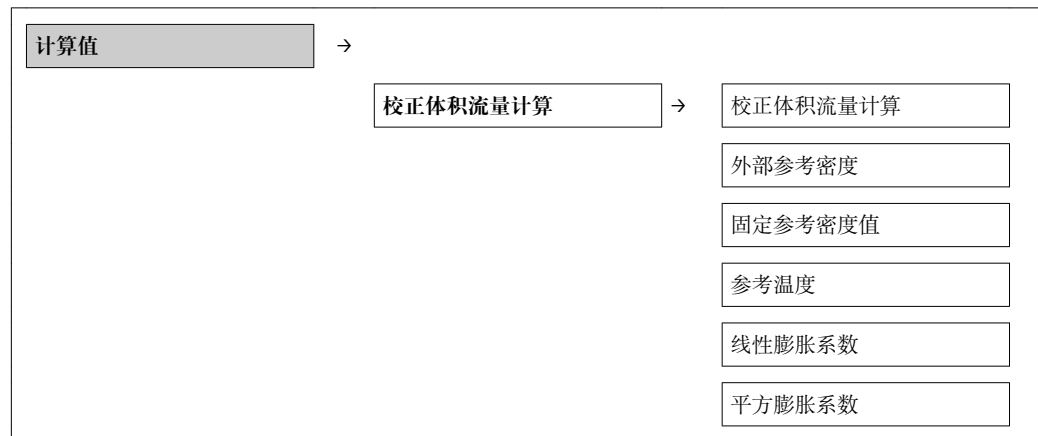 计算值 →
校正体积流量计算 → 校正体积流量计算
外部参考密度
固定参考密度值
参考温度
线性膨胀系数
平方膨胀系数